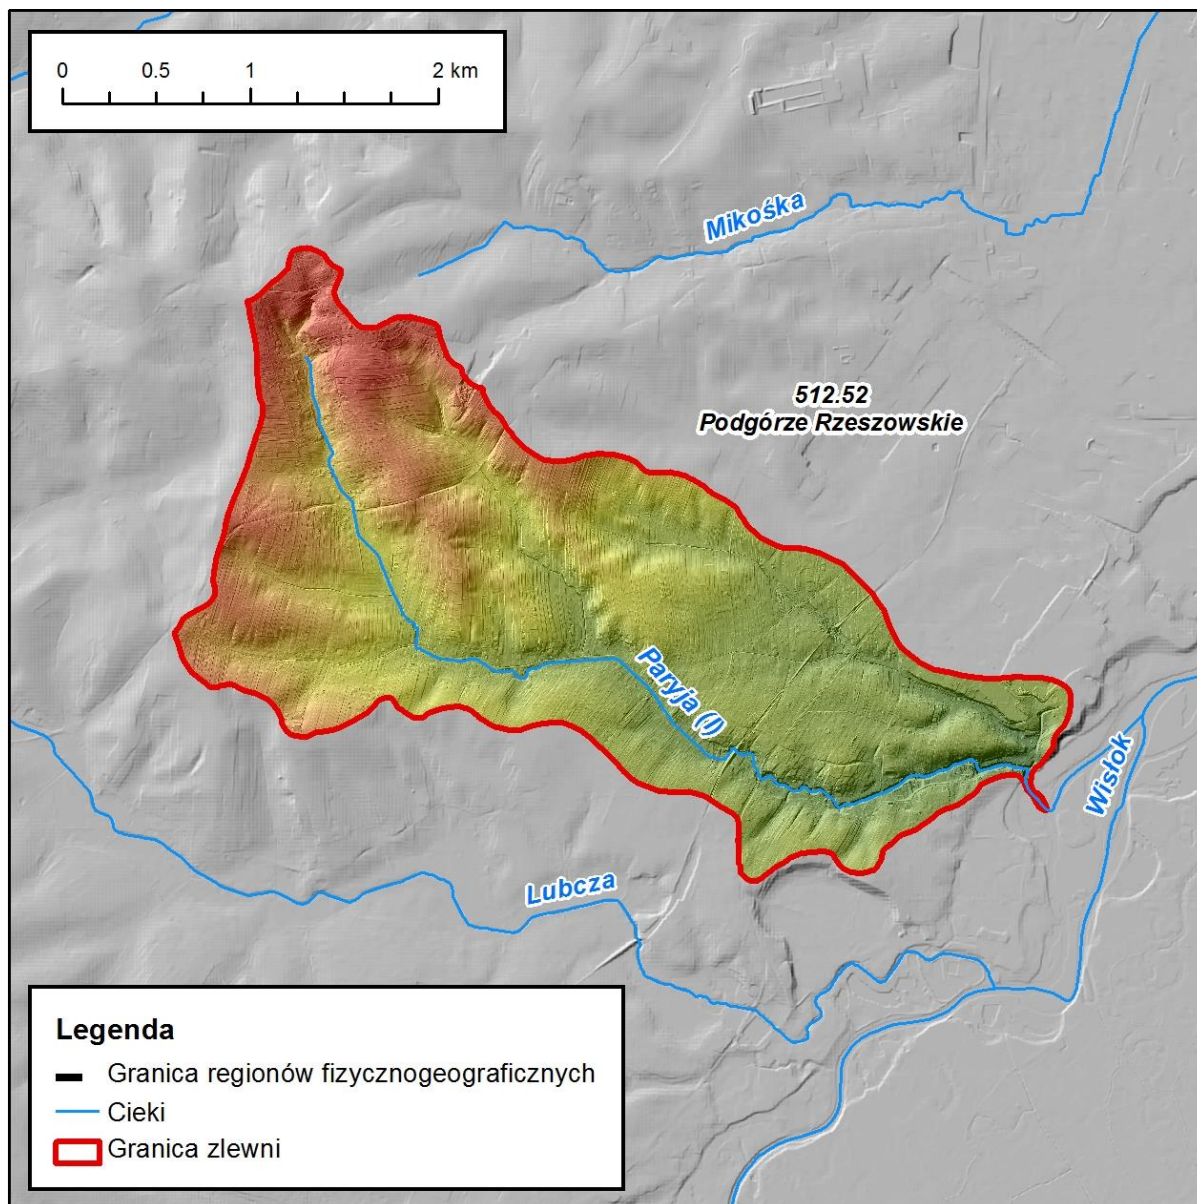 0 0.5 1 2 km
Mikośka
512.52
Podgórze Rzeszowskie
Paryja (I)
Wisłok
Lubcza
Legenda
Granica regionów fizycznogeograficznych
Cieki
Granica zlewni